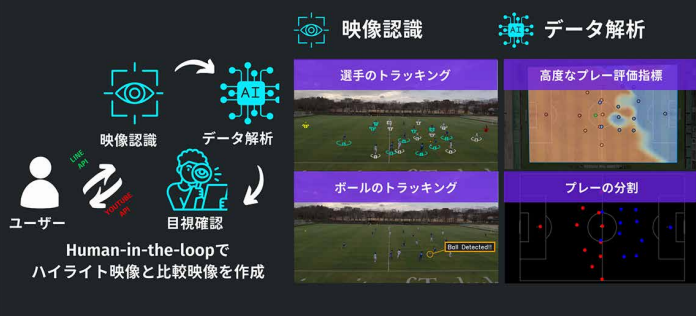 映像認識
AI
データ解析
ユーザー
LINE
API
YOUTUBE
API
目視確認
Human-in-the-loopで
ハイライト映像と比較映像を作成
映像認識
AI
データ解析
選手のトラッキング
高度なプレー評価指標
ボールのトラッキング
Ball Detected!!
プレーの分割